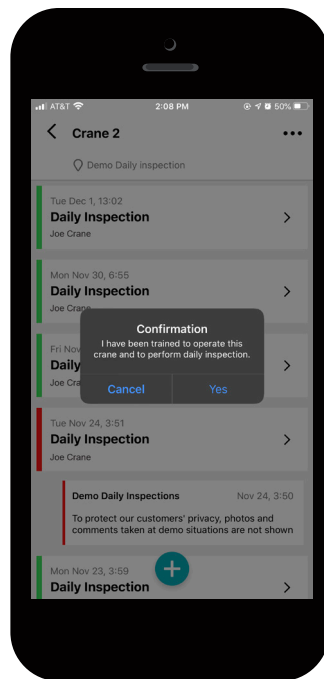 AT&T 2:08 PM 50%
Crane 2
Demo Daily inspection
Tue Dec 1, 13:02
Daily Inspection
Joe Crane
Mon Nov 30, 6:55
Daily Inspection
Joe Crane
Confirmation
I have been trained to operate this
crane and to perform daily inspection.
Cancel Yes
Fri Nov
Daily
Joe Cra
Tue Nov 24, 3:51
Daily Inspection
Joe Crane
Demo Daily Inspections Nov 24, 3:50
To protect our customers' privacy, photos and
comments taken at demo situations are not shown
Mon Nov 23, 3:59
Daily Inspection